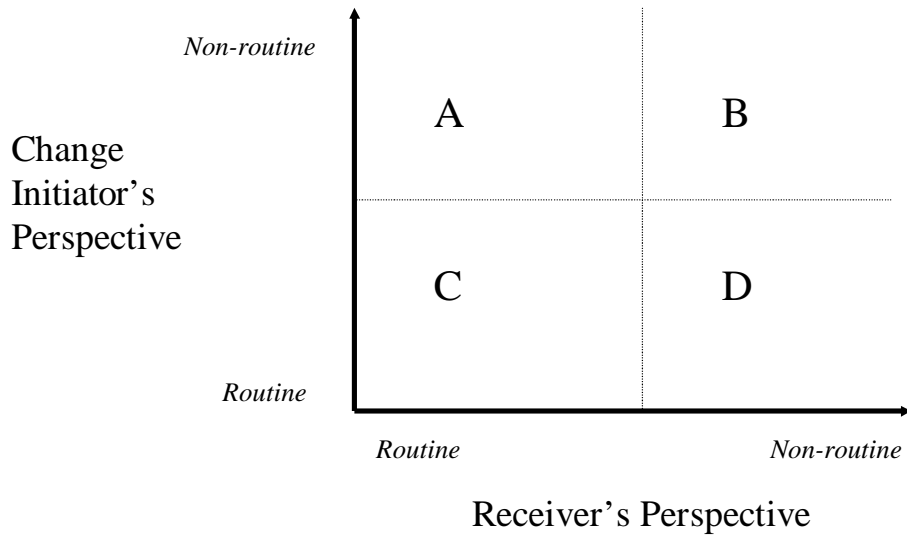 Non-routine
A
B
Change
Initiator’s
Perspective
C
D
Routine
Routine
Non-routine
Receiver’s Perspective